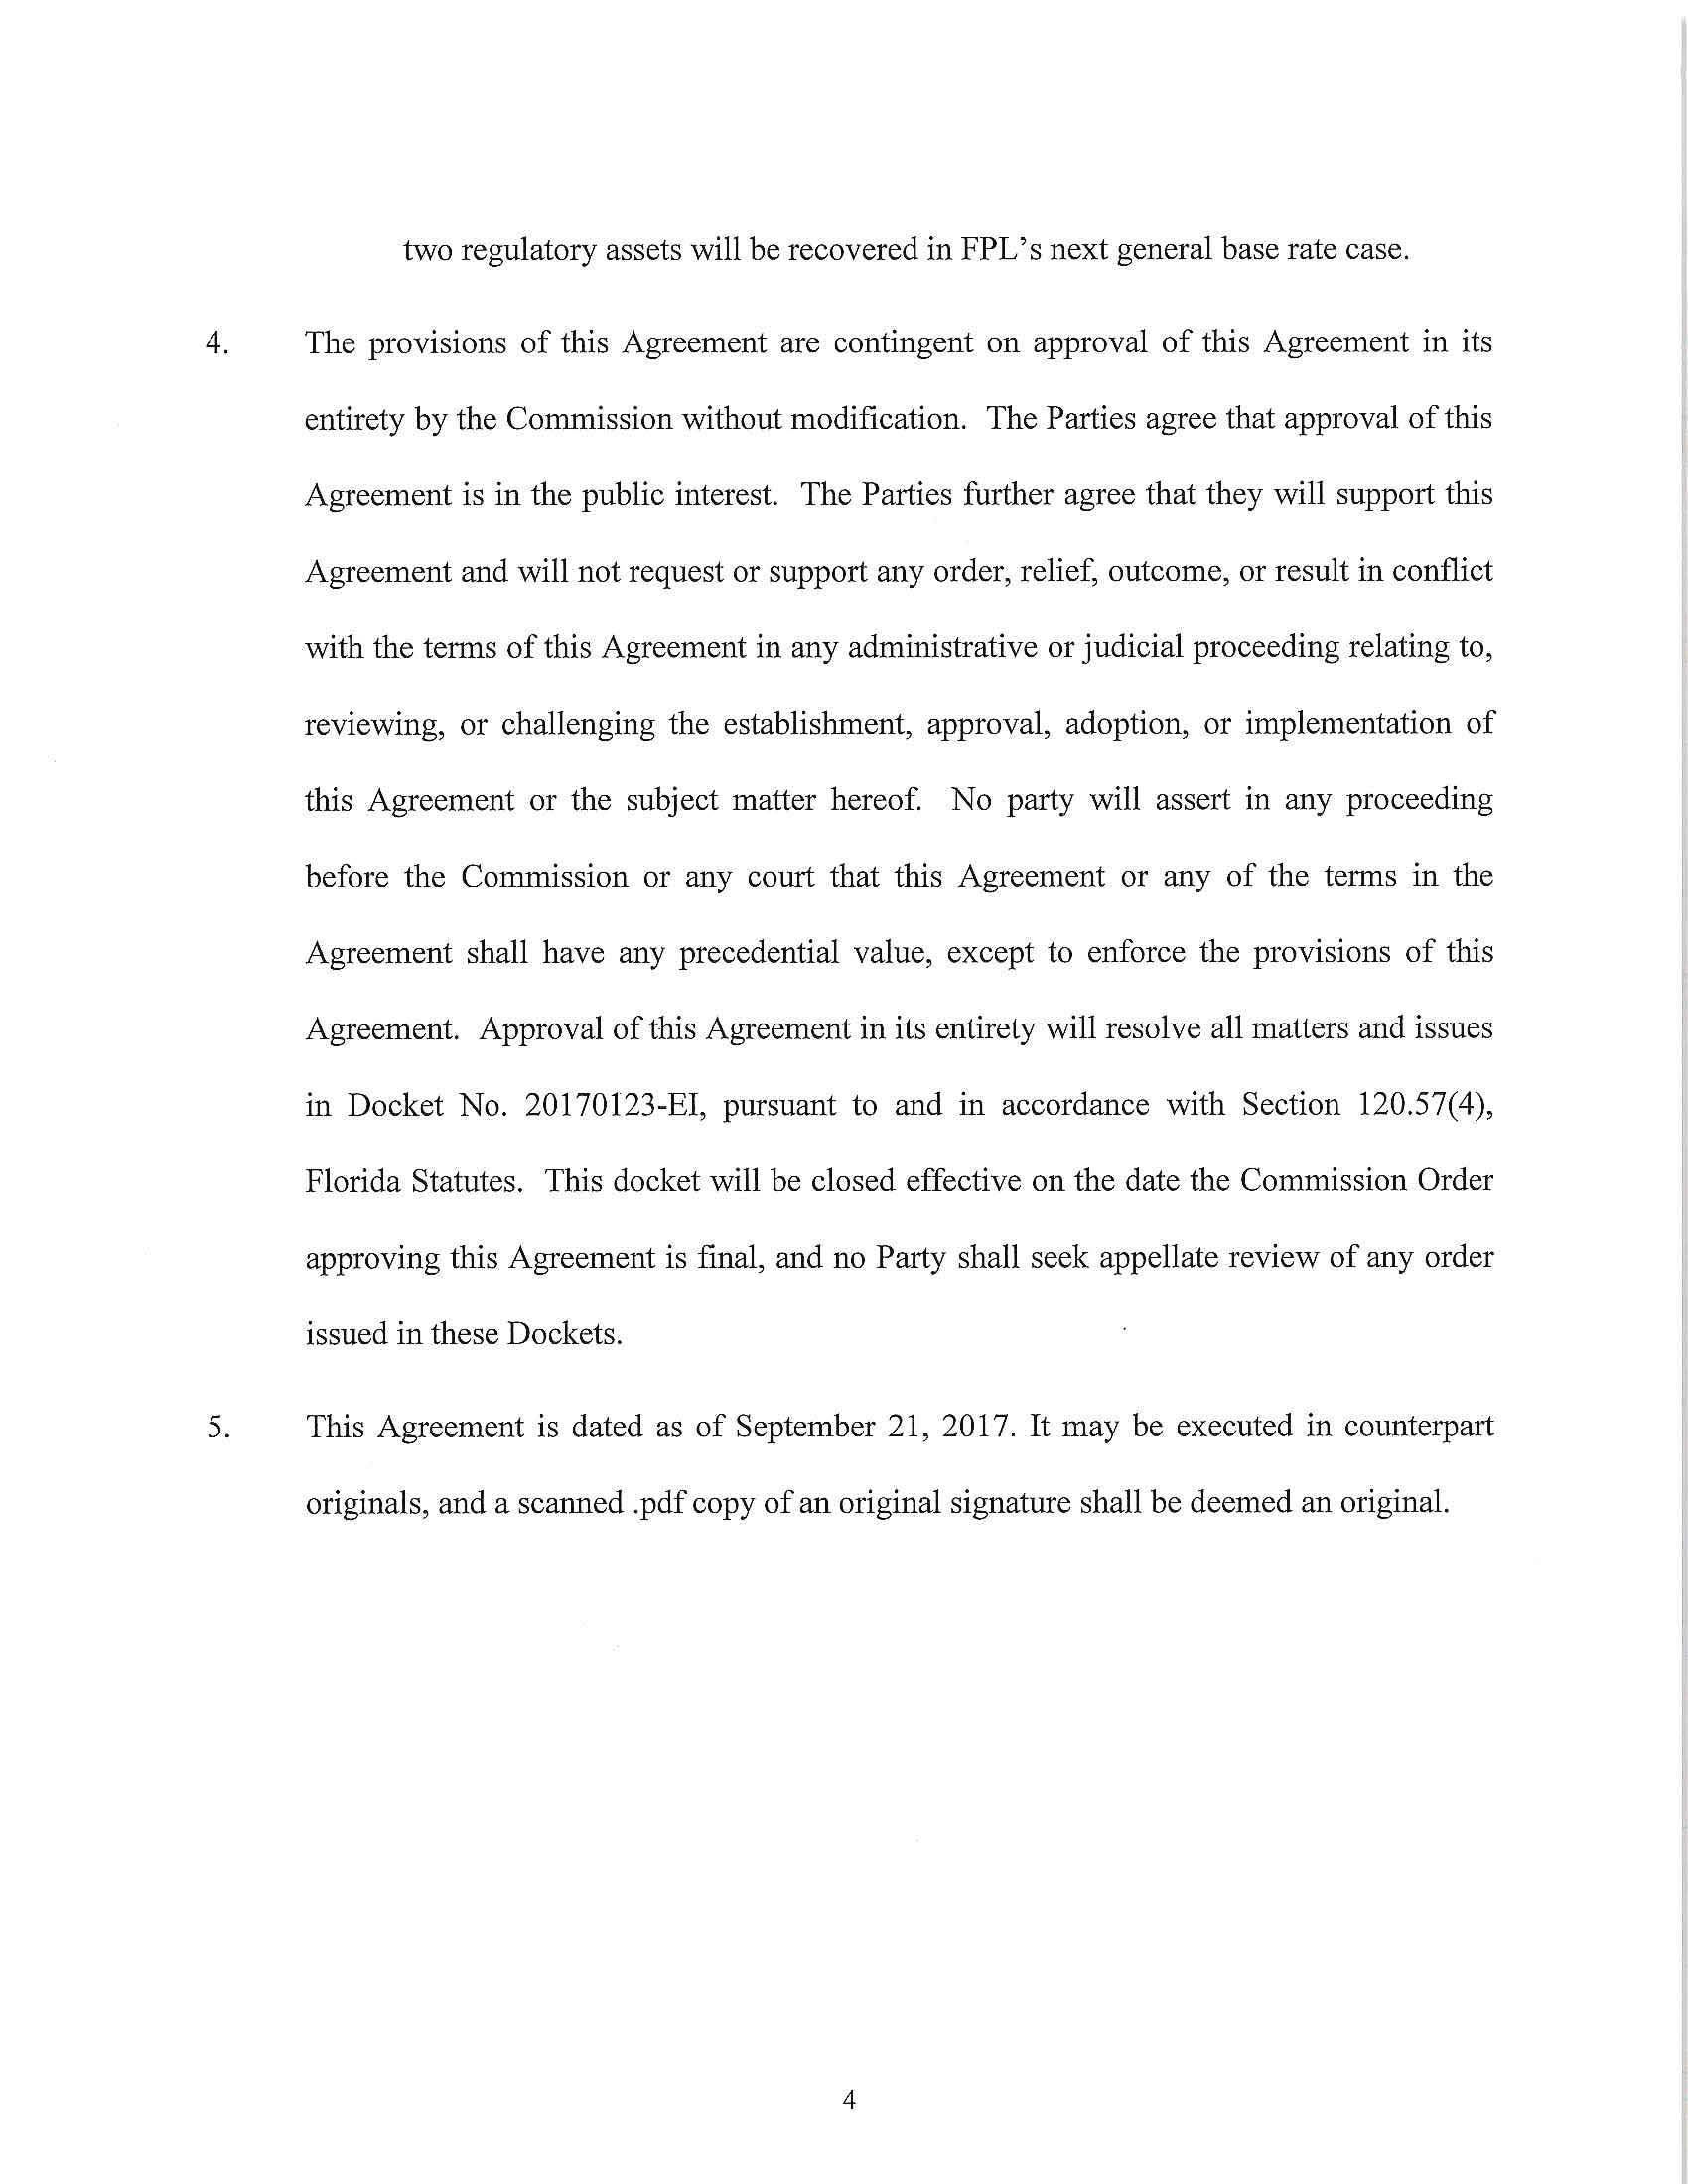 two regulatory assets will be recovered in FPL's next general base rate case.
4. The provisions of this Agreement are contingent on approval of this Agreement in its
entirety by the Commission without modification. The Parties agree that approval of this
Agreement is in the public interest. The Parties further agree that they will support this
Agreement and will not request or support any order, relief, outcome, or result in conflict
with the terms of this Agreement in any administrative or judicial proceeding relating to,
reviewing, or challenging the establishment, approval, adoption, or implementation of
this Agreement or the subject matter hereof. No party will assert in any proceeding
before the Commission or any court that this Agreement or any of the terms in the
Agreement shall have any precedential value, except to enforce the provisions of this
Agreement. Approval of this Agreement in its entirety will resolve all matters and issues
in Docket No. 20170123-EI, pursuant to and in accordance with Section 120.57(4),
Florida Statutes. This docket will be closed effective on the date the Commission Order
approving this Agreement is final, and no Party shall seek appellate review of any order
issued in these Dockets.
5. This Agreement is dated as of September 21, 2017. It may be executed in counterpart
originals, and a scanned .pdf copy of an original signature shall be deemed an original.
4